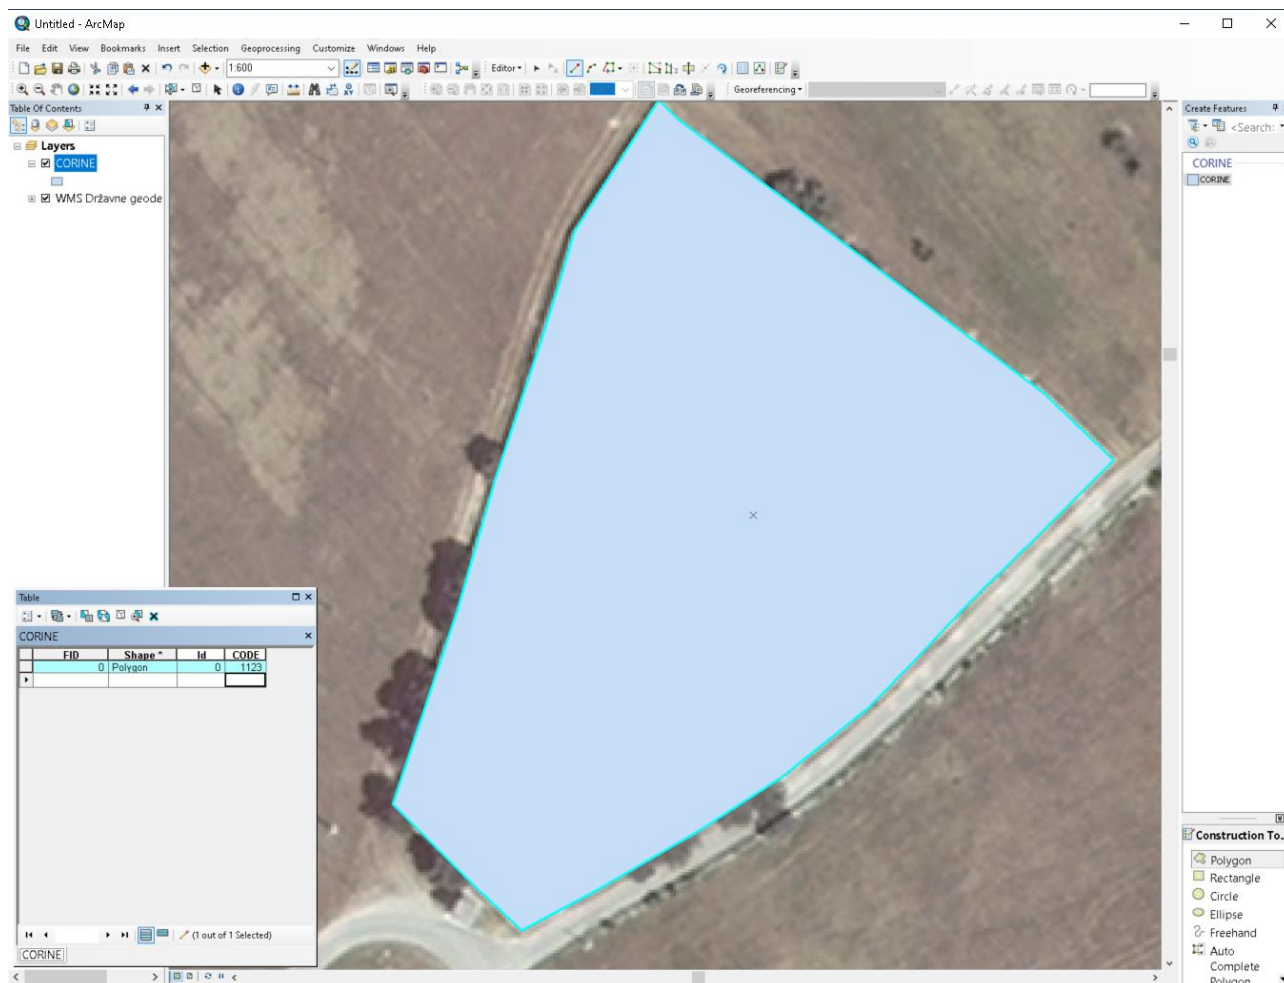 Untitled - ArcMap
File Edit View Bookmarks Insert Selection Geoprocessing Customize Windows Help
1:600 Editor
Georeferencing
Table Of Contents
Layers
CORINE
WMS Državne geode
Create Features
<Search:
CORINE
CORINE
Table
CORINE
FID Shape * Id CODE
0 Polygon 0 1123
(1 out of 1 Selected)
CORINE
Construction To..
Polygon
Rectangle
Circle
Ellipse
Freehand
Auto
Complete
Polygon